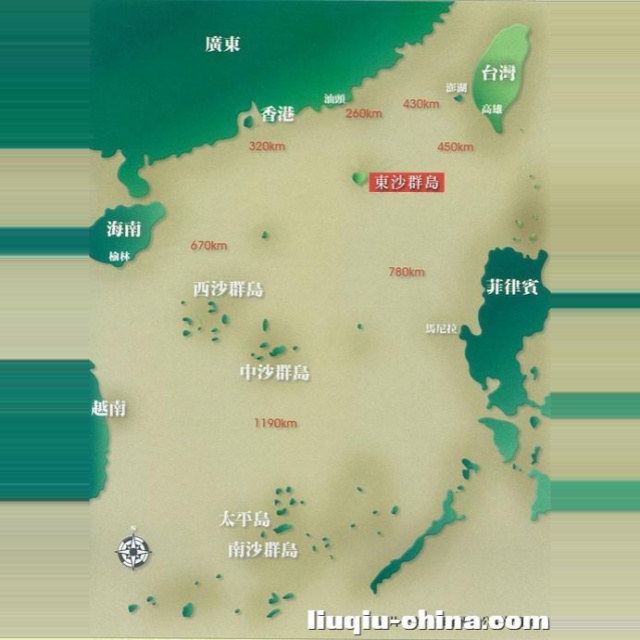 廣東
台灣
澎湖
汕頭
430km
高雄
香港
260km
320km
450km
東沙群島
海南
670km
榆林
780km
西沙群島
菲律賓
馬尼拉
中沙群島
越南
1190km
太平島
N
南沙群島
liuqiu-china.com